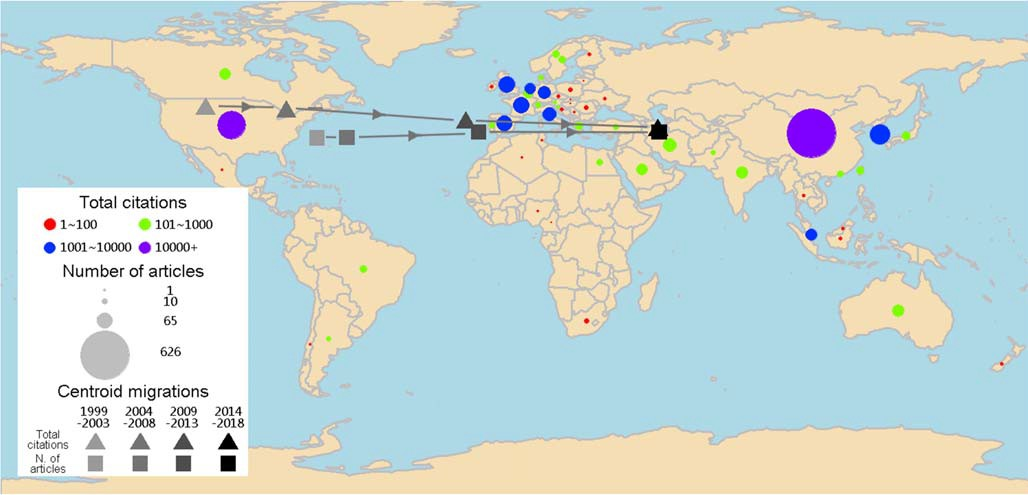 Total citations
1~100 101~1000
1001~10000 10000+
Number of articles
1
10
65
626
Centroid migrations
1999 2004 2009 2014
-2003 -2008 -2013 -2018
Total
citations
N. of
articles